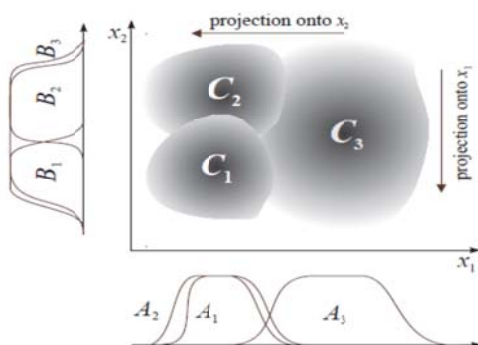 projection onto x₂
x₂
B₃
B₂
B₁
C₂
C₃
C₁
projection onto x₁
x₁
A₂
A₁
A₃